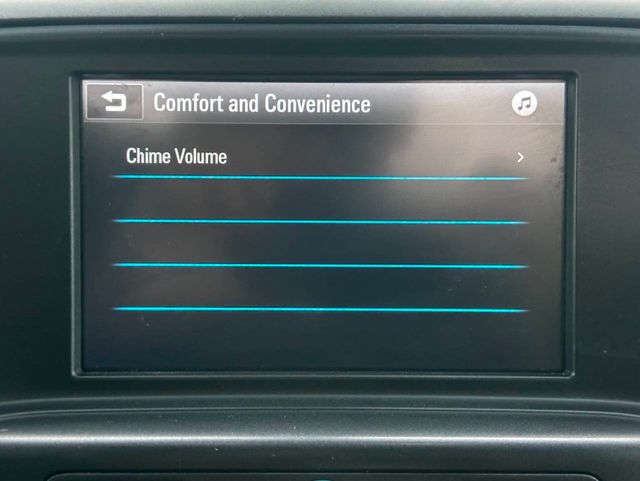 Comfort and Convenience
Chime Volume